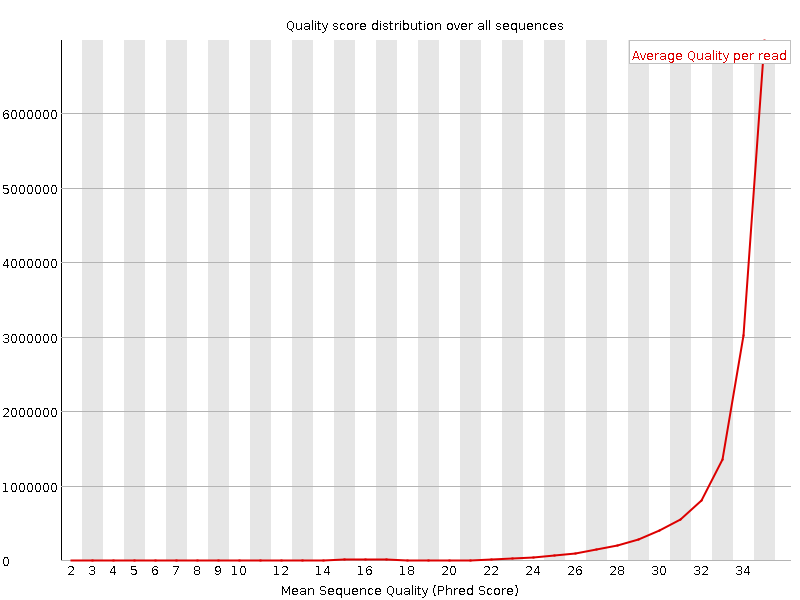 Quality score distribution over all sequences
Average Quality per read
6000000
5000000
4000000
3000000
2000000
1000000
0
2 3 4 5 6 7 8 9 10 12 14 16 18 20 22 24 26 28 30 32 34
Mean Sequence Quality (Phred Score)